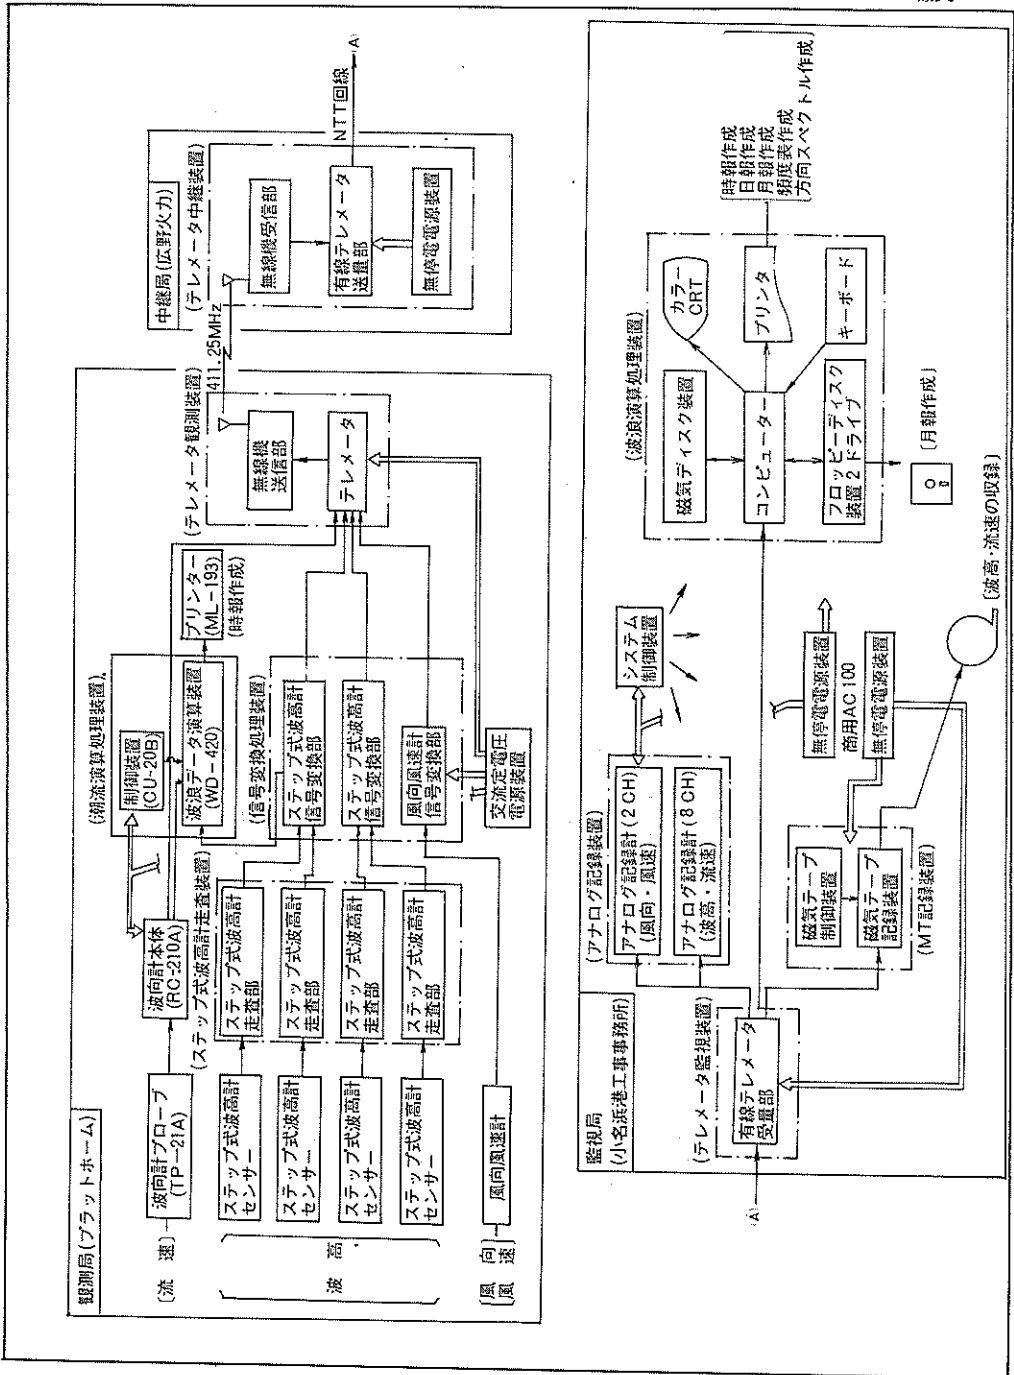 観測局(プラットホーム)
〔流 速〕
波向計プローブ
(TP-21A)
波向計本体
(RC-210A)
(潮流演算処理装置)
制御装置
(CU-20B)
波浪データ演算装置
(WD-420)
プリンター
(ML-193)
(時報作成)
波 高
ステップ式波高計
センサー
ステップ式波高計
センサー
ステップ式波高計
センサー
ステップ式波高計
センサー
(ステップ式波高計走査装置)
ステップ式波高計
走査部
ステップ式波高計
走査部
ステップ式波高計
走査部
ステップ式波高計
走査部
(信号変換処理装置)
ステップ式波高計
信号変換部
ステップ式波高計
信号変換部
風向風速計
信号変換部
風 向
風 速
風向風速計
交流定電圧
電源装置
(テレメータ観測装置)
無線機
送信部
テレメータ
411.25MHz
中継局(広野火力)
(テレメータ中継装置)
無線機受信部
有線テレメータ
送量部
無停電電源装置
NTT回線
(A)
監視局
(小名浜港工事事務所)
(A)
(テレメータ監視装置)
有線テレメータ
受量部
(アナログ記録装置)
アナログ記録計(2CH)
(風向・風速)
アナログ記録計(8CH)
(波高・流速)
システム
制御装置
磁気テープ
制御装置
磁気テープ
記録装置
(MT記録装置)
無停電電源装置
商用AC100
無停電電源装置
〔波高・流速の収録〕
(波浪演算処理装置)
磁気ディスク装置
コンピューター
フロッピーディスク
装置2ドライブ
カラー
CRT
プリンタ
キーボード
〔月報作成〕
時報作成
日報作成
月報作成
頻度表作成
方向スペクトル作成